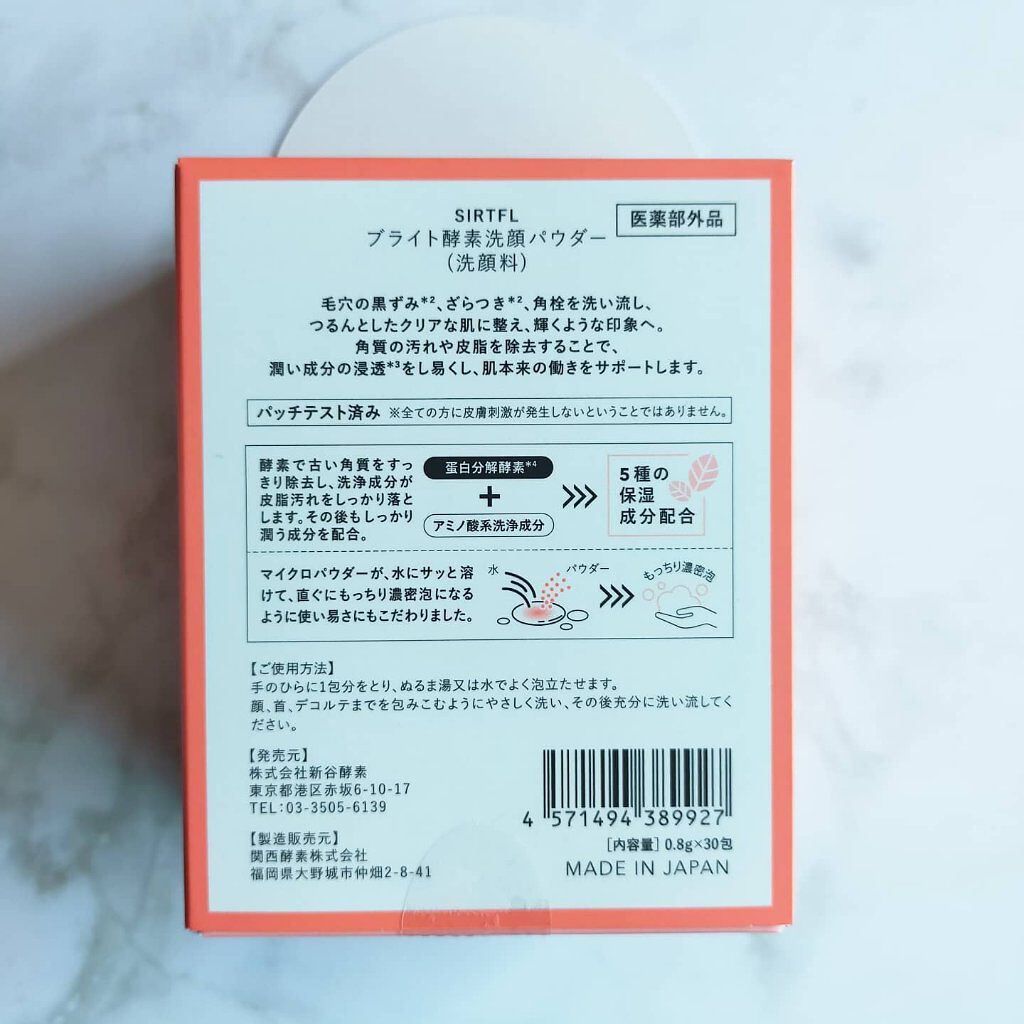 SIRTFL
医薬部外品
ブライト酵素洗顔パウダー
(洗顔料)
毛穴の黒ずみ*2、ざらつき*2、角栓を洗い流し、
つるんとしたクリアな肌に整え、輝くような印象へ。
角質の汚れや皮脂を除去することで、
潤い成分の浸透*3をし易くし、肌本来の働きをサポートします。
パッチテスト済み ※全ての方に皮膚刺激が発生しないということではありません。
酵素で古い角質をすっ
きり除去し、洗浄成分が
皮脂汚れをしっかり落と
します。その後もしっかり
潤う成分を配合。
蛋白分解酵素*4
+
アミノ酸系洗浄成分
5種の
保湿
成分配合
マイクロパウダーが、水にサッと溶
けて、直ぐにもっちり濃密泡になる
ように使い易さにもこだわりました。
水
パウダー
もっちり濃密泡
【ご使用方法】
手のひらに1包分をとり、ぬるま湯又は水でよく泡立たせます。
顔、首、デコルテまでを包みこむようにやさしく洗い、その後充分に洗い流してく
ださい。
【発売元】
株式会社新谷酵素
東京都港区赤坂6-10-17
TEL:03-3505-6139
【製造販売元】
関西酵素株式会社
福岡県大野城市仲畑2-8-41
4 571494 389927
[内容量] 0.8g×30包
MADE IN JAPAN